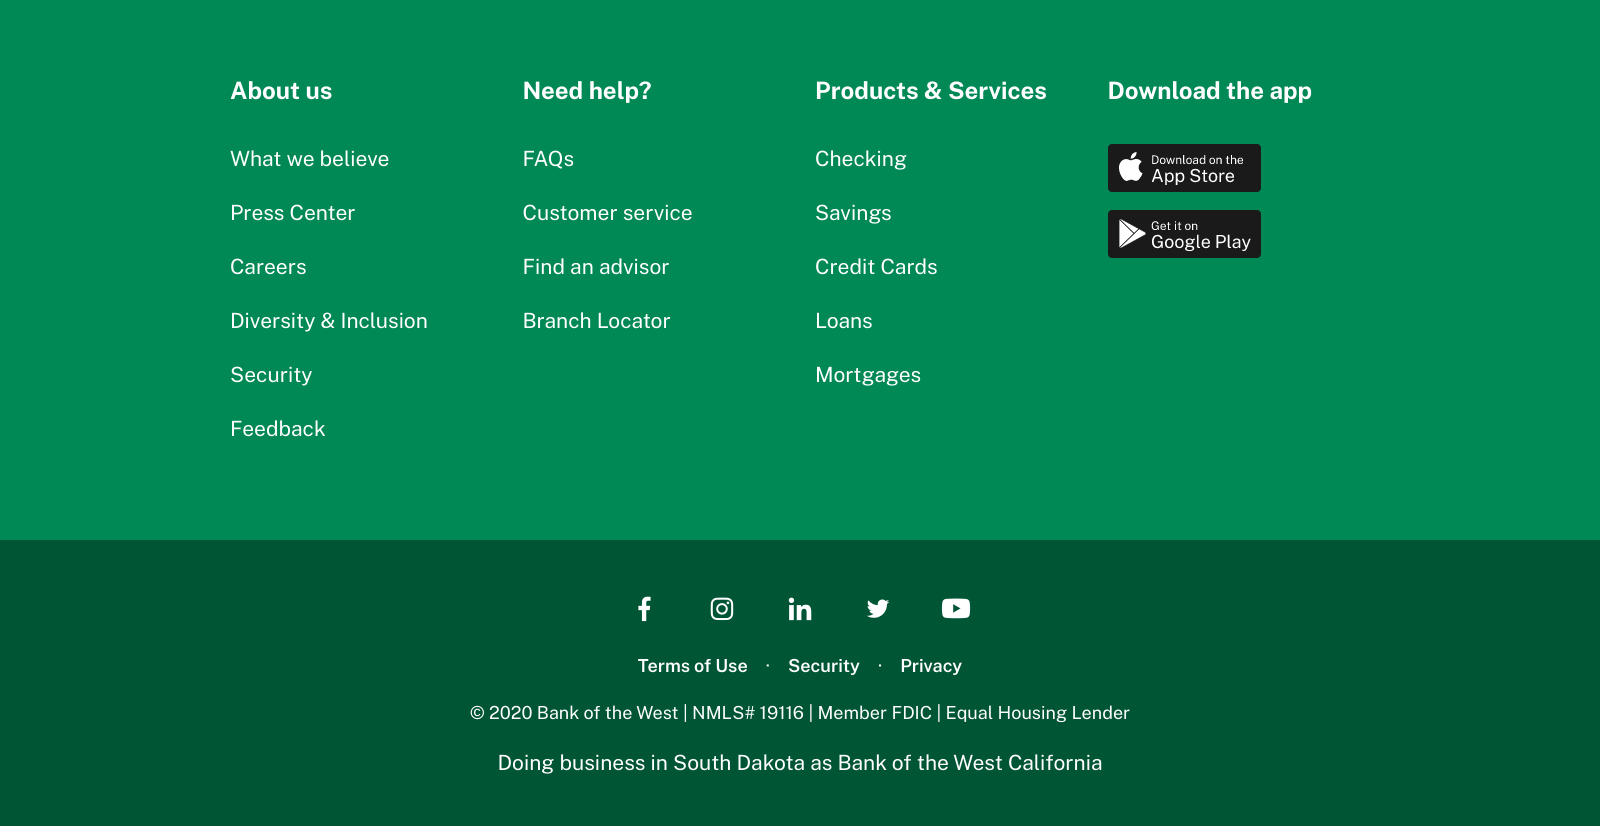 About us
What we believe
Press Center
Careers
Diversity & Inclusion
Security
Feedback
Need help?
FAQs
Customer service
Find an advisor
Branch Locator
Products & Services
Checking
Savings
Credit Cards
Loans
Mortgages
Download the app
Download on the
App Store
Get it on
Google Play
Terms of Use · Security · Privacy
© 2020 Bank of the West | NMLS# 19116 | Member FDIC | Equal Housing Lender
Doing business in South Dakota as Bank of the West California